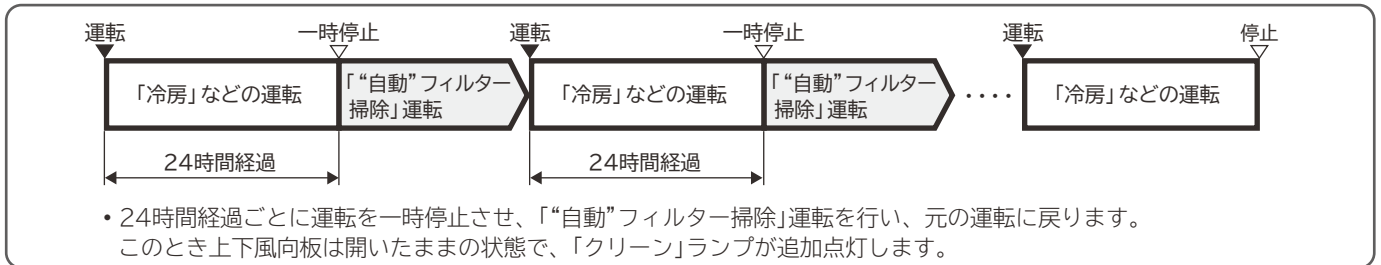 運転 一時停止 運転 一時停止 運転 停止
「冷房」などの運転
「“自動”フィルター
掃除」運転
「冷房」などの運転
「“自動”フィルター
掃除」運転
・・・・
「冷房」などの運転
24時間経過 24時間経過
• 24時間経過ごとに運転を一時停止させ、「“自動”フィルター掃除」運転を行い、元の運転に戻ります。
このとき上下風向板は開いたままの状態で、「クリーン」ランプが追加点灯します。